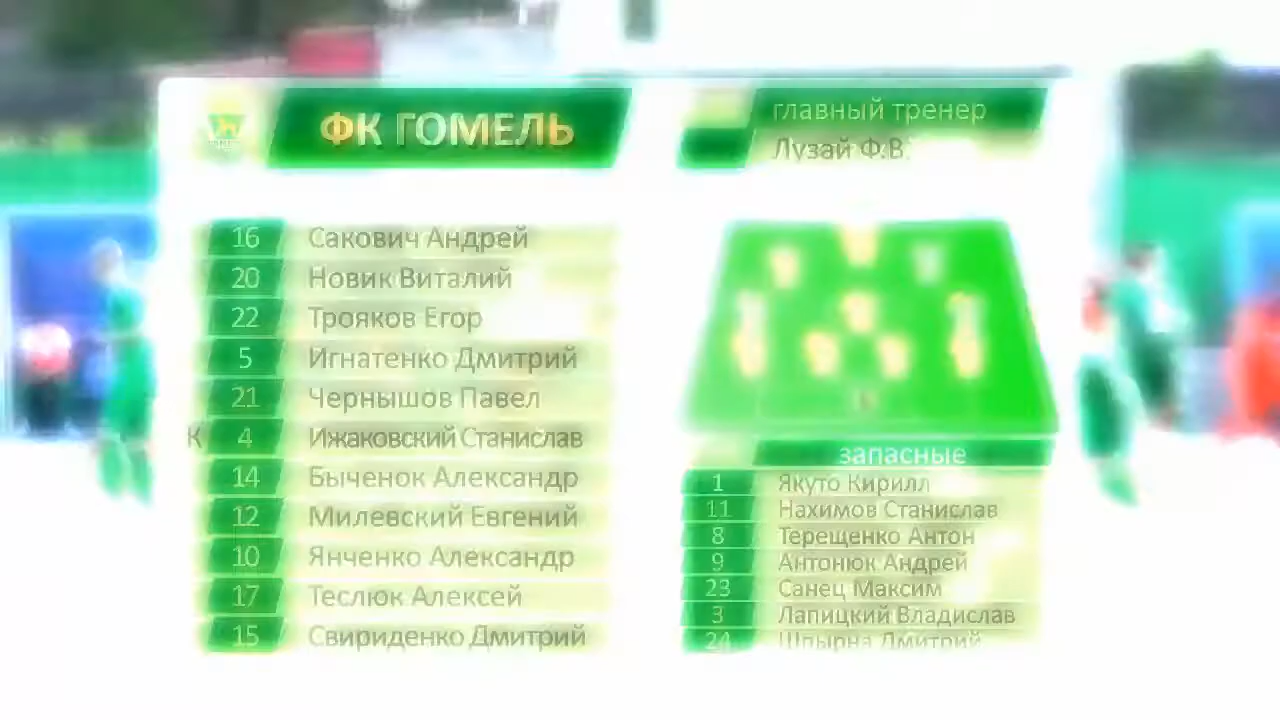 ФК ГОМЕЛЬ
16 Сакович Андрей
20 Новик Виталий
22 Трояков Егор
5 Игнатенко Дмитрий
21 Чернышов Павел
К 4 Ижаковский Станислав
14 Быченок Александр
12 Милевский Евгений
10 Янченко Александр
17 Теслюк Алексей
15 Свириденко Дмитрий
главный тренер
Лузай Ф.В.
запасные
1 Якуто Кирилл
11 Нахимов Станислав
8 Терещенко Антон
9 Антонюк Андрей
23 Санец Максим
3 Лапицкий Владислав
24 Шпырна Дмитрий